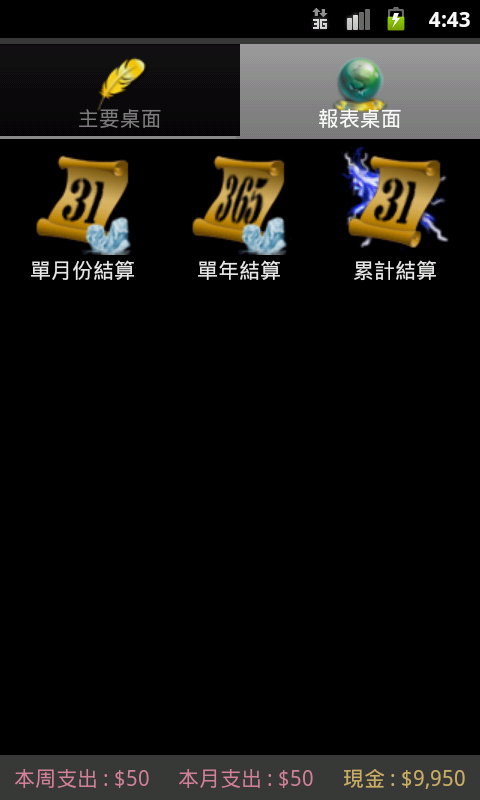 3G 4:43
主要桌面 報表桌面
31 365 31
單月份結算 單年結算 累計結算
本周支出 : $50 本月支出 : $50 現金 : $9,950